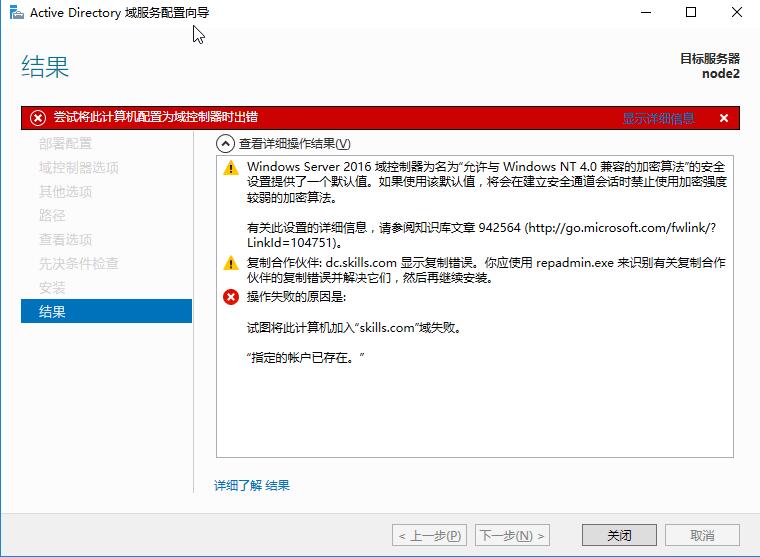 Active Directory 域服务配置向导
结果
目标服务器
node2
尝试将此计算机配置为域控制器时出错
显示详细信息
部署配置
域控制器选项
其他选项
路径
查看选项
先决条件检查
安装
结果
查看详细操作结果(V)
Windows Server 2016 域控制器为名为“允许与 Windows NT 4.0 兼容的加密算法”的安全
设置提供了一个默认值。如果使用该默认值，将会在建立安全通道会话时禁止使用加密强度
较弱的加密算法。
有关此设置的详细信息，请参阅知识库文章 942564 (http://go.microsoft.com/fwlink/?
LinkId=104751)。
复制合作伙伴: dc.skills.com 显示复制错误。你应使用 repadmin.exe 来识别有关复制合作
伙伴的复制错误并解决它们，然后再继续安装。
操作失败的原因是:
试图将此计算机加入“skills.com”域失败。
“指定的帐户已存在。”
详细了解 结果
< 上一步(P)
下一步(N) >
关闭
取消